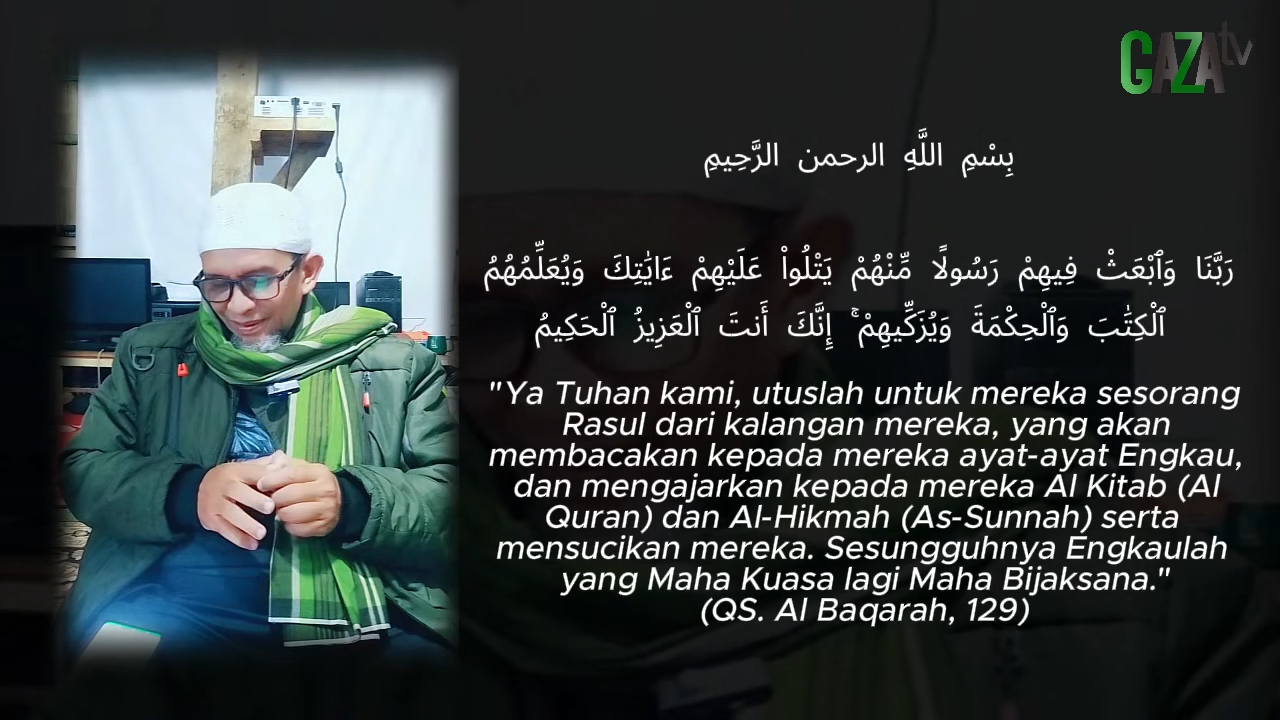 GAZAtv
بِسْمِ اللَّهِ الرحمن الرَّحِيمِ
رَبَّنَا وَٱبْعَثْ فِيهِمْ رَسُولًا مِّنْهُمْ يَتْلُوا۟ عَلَيْهِمْ ءَايَٰتِكَ وَيُعَلِّمُهُمُ
ٱلْكِتَٰبَ وَٱلْحِكْمَةَ وَيُزَكِّيهِمْ ۚ إِنَّكَ أَنتَ ٱلْعَزِيزُ ٱلْحَكِيمُ
"Ya Tuhan kami, utuslah untuk mereka sesorang
Rasul dari kalangan mereka, yang akan
membacakan kepada mereka ayat-ayat Engkau,
dan mengajarkan kepada mereka Al Kitab (Al
Quran) dan Al-Hikmah (As-Sunnah) serta
mensucikan mereka. Sesungguhnya Engkaulah
yang Maha Kuasa lagi Maha Bijaksana."
(QS. Al Baqarah, 129)